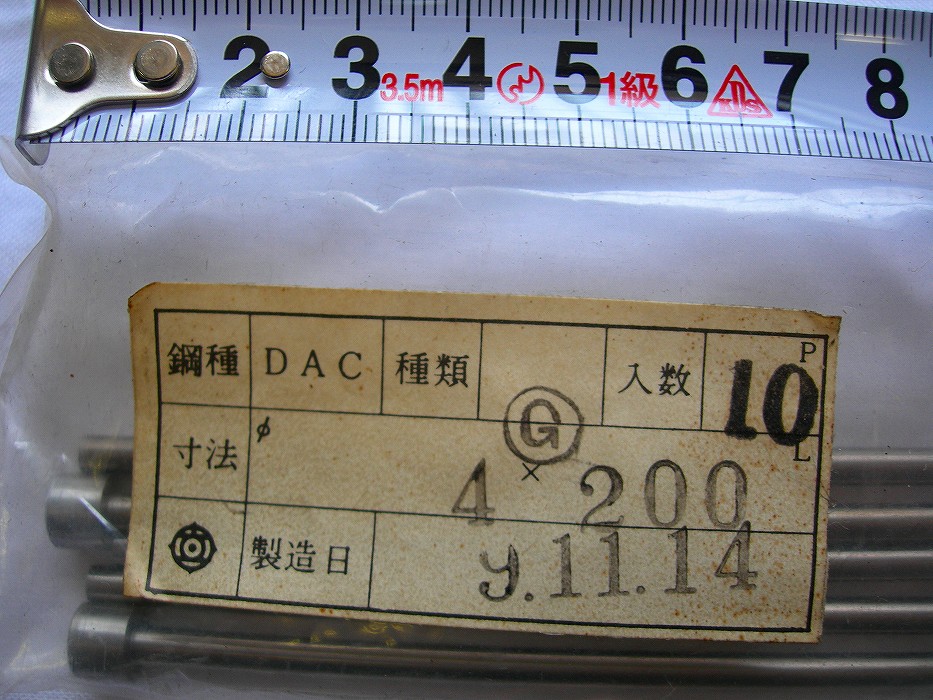 2 3 4 5 6 7 8
3.5m 1級
鋼種 DAC 種類 G 入数 10 P
寸法 φ 4 × 200 L
製造日 9.11.14